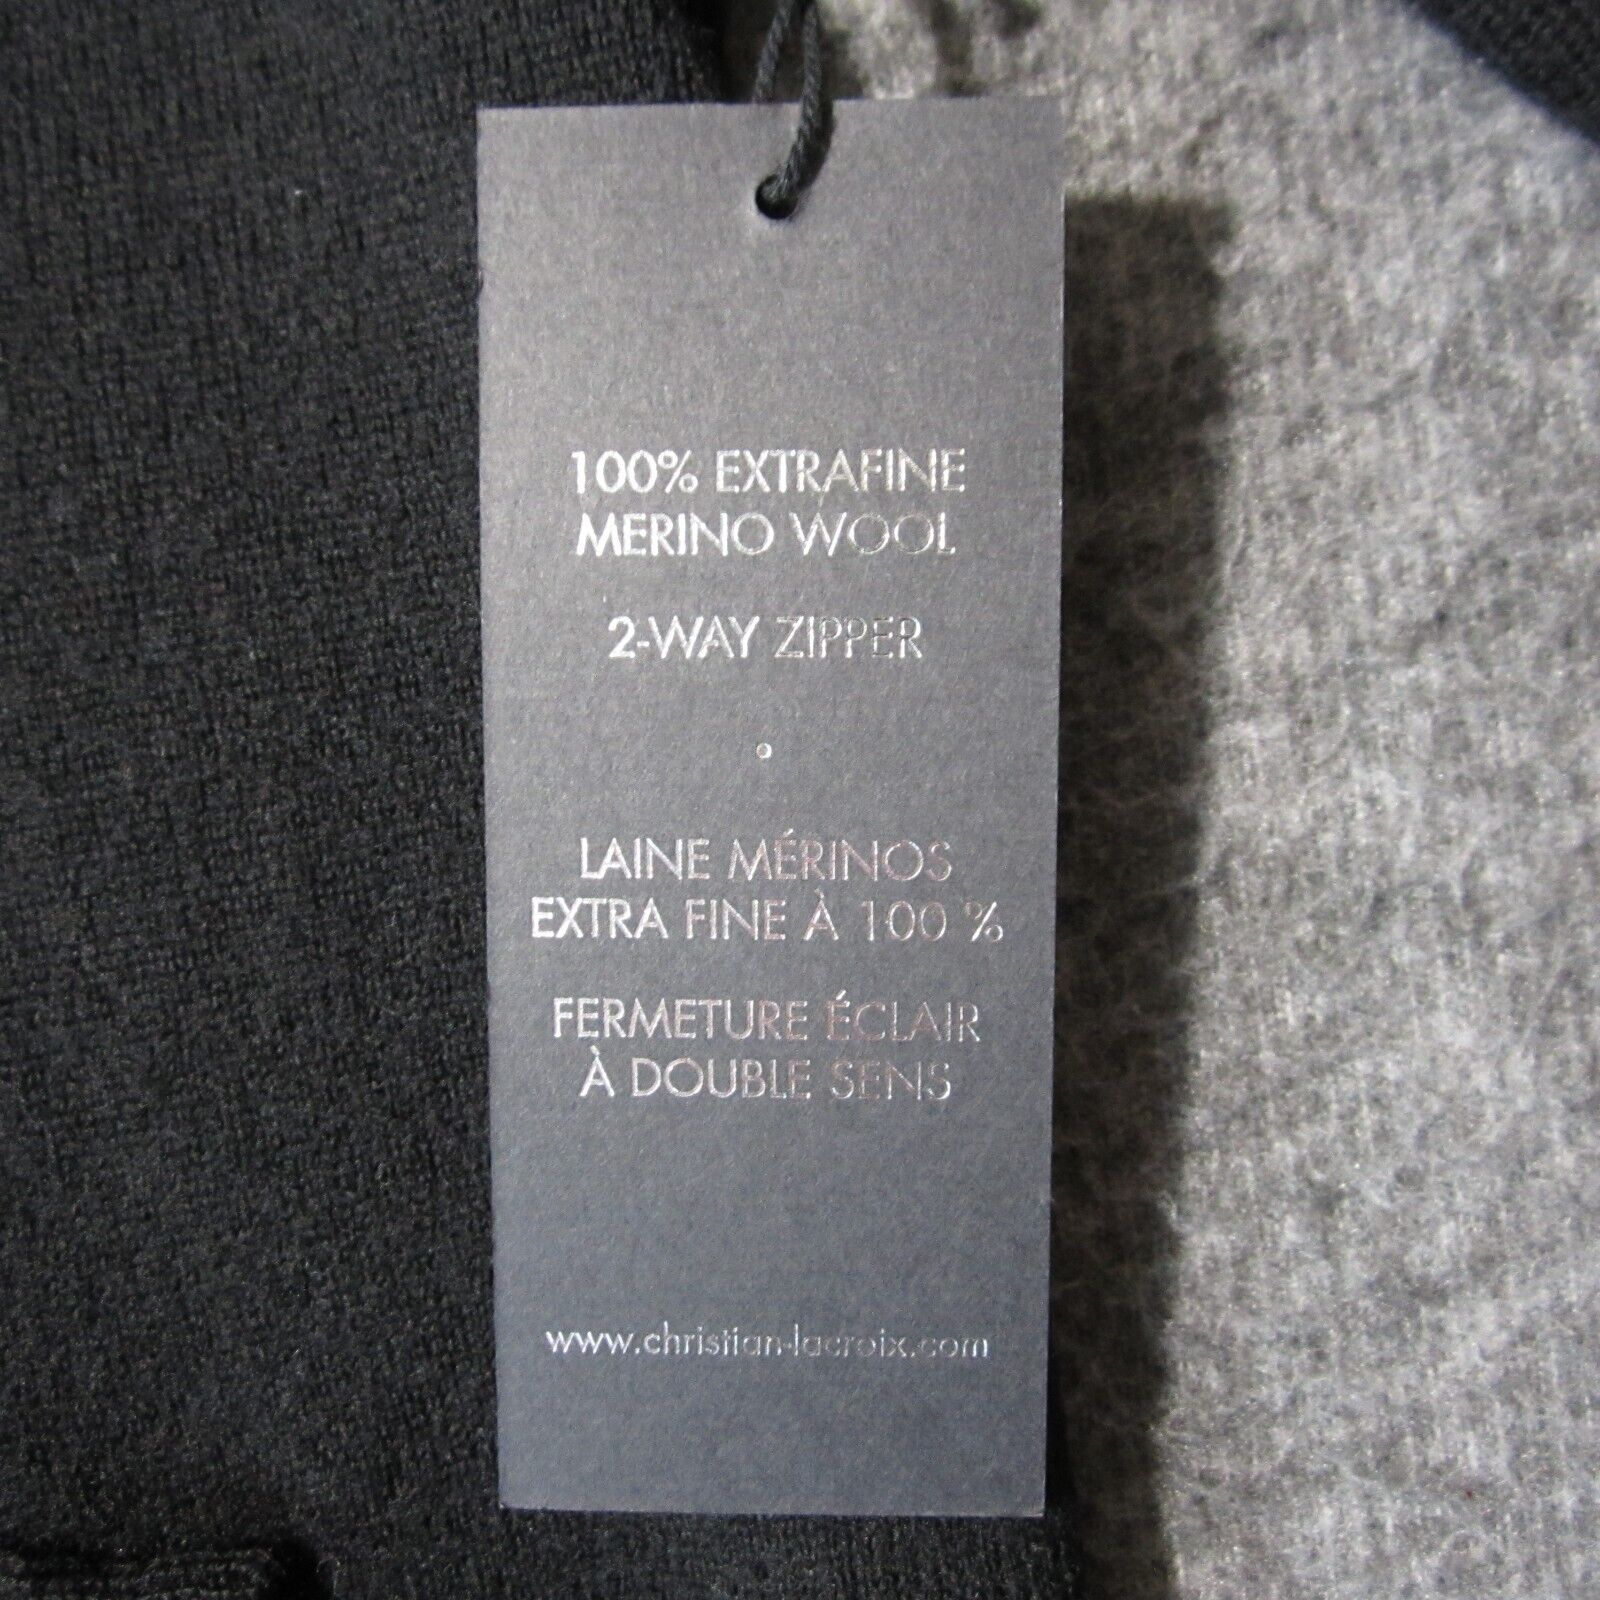 100% EXTRAFINE
MERINO WOOL
2-WAY ZIPPER
LAINE MÉRINOS
EXTRA FINE À 100 %
FERMETURE ÉCLAIR
À DOUBLE SENS
www.christian-lacroix.com